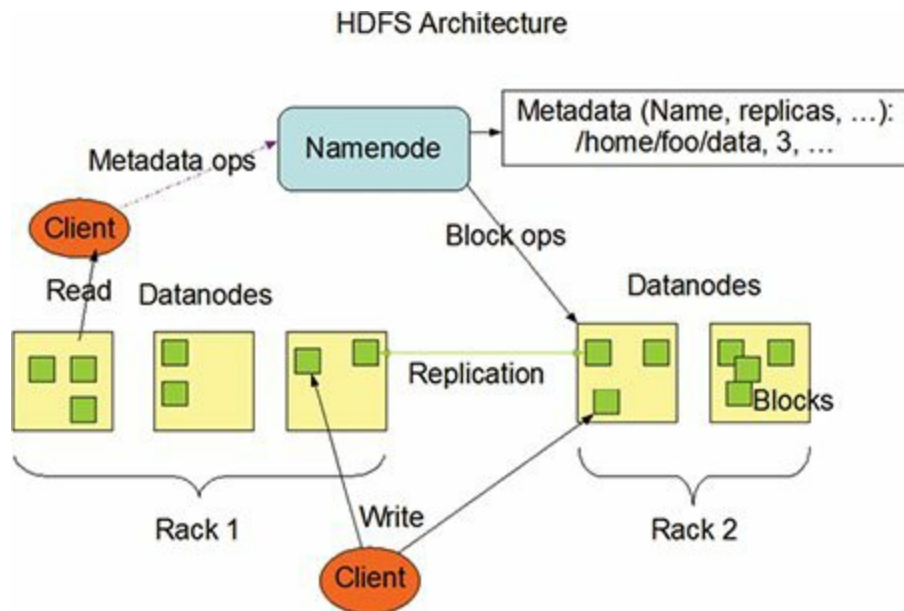 HDFS Architecture
Metadata (Name, replicas, ...):
/home/foo/data, 3, ...
Namenode
Metadata ops
Client
Block ops
Read
Datanodes
Datanodes
Replication
Blocks
Rack 1
Write
Rack 2
Client